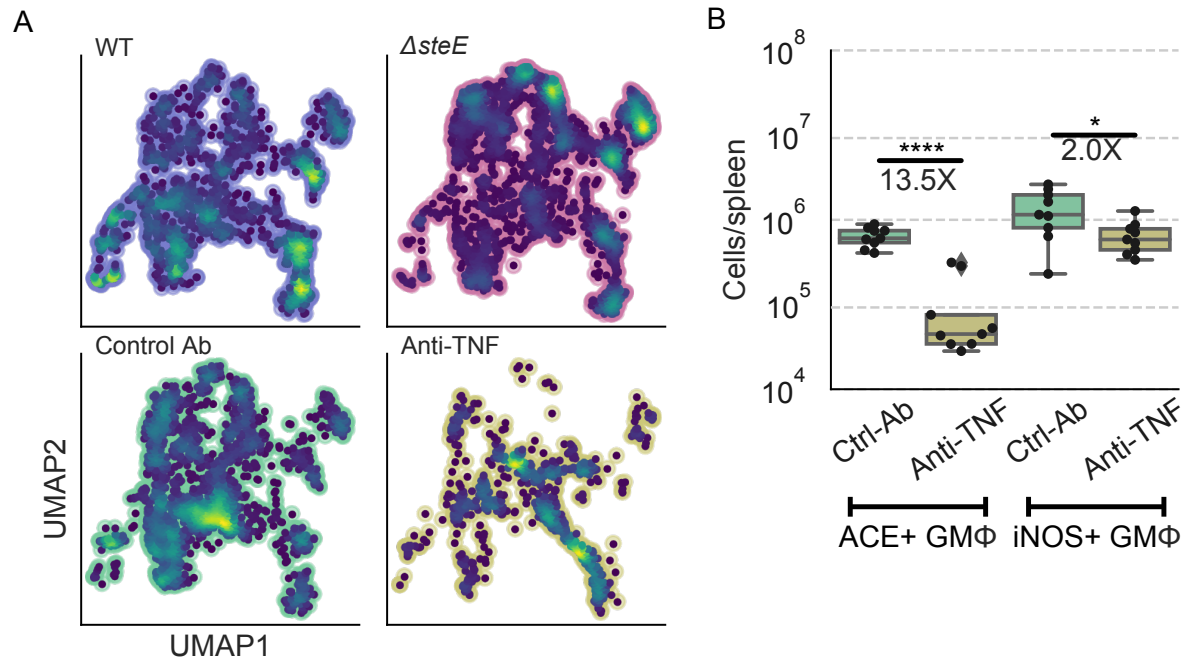 A
WT
ΔsteE
Control Ab
Anti-TNF
UMAP2
UMAP1
B
Cells/spleen
10^8
10^7
10^6
10^5
10^4
****
13.5X
*
2.0X
Ctrl-Ab
Anti-TNF
Ctrl-Ab
Anti-TNF
ACE+ GMΦ
iNOS+ GMΦ